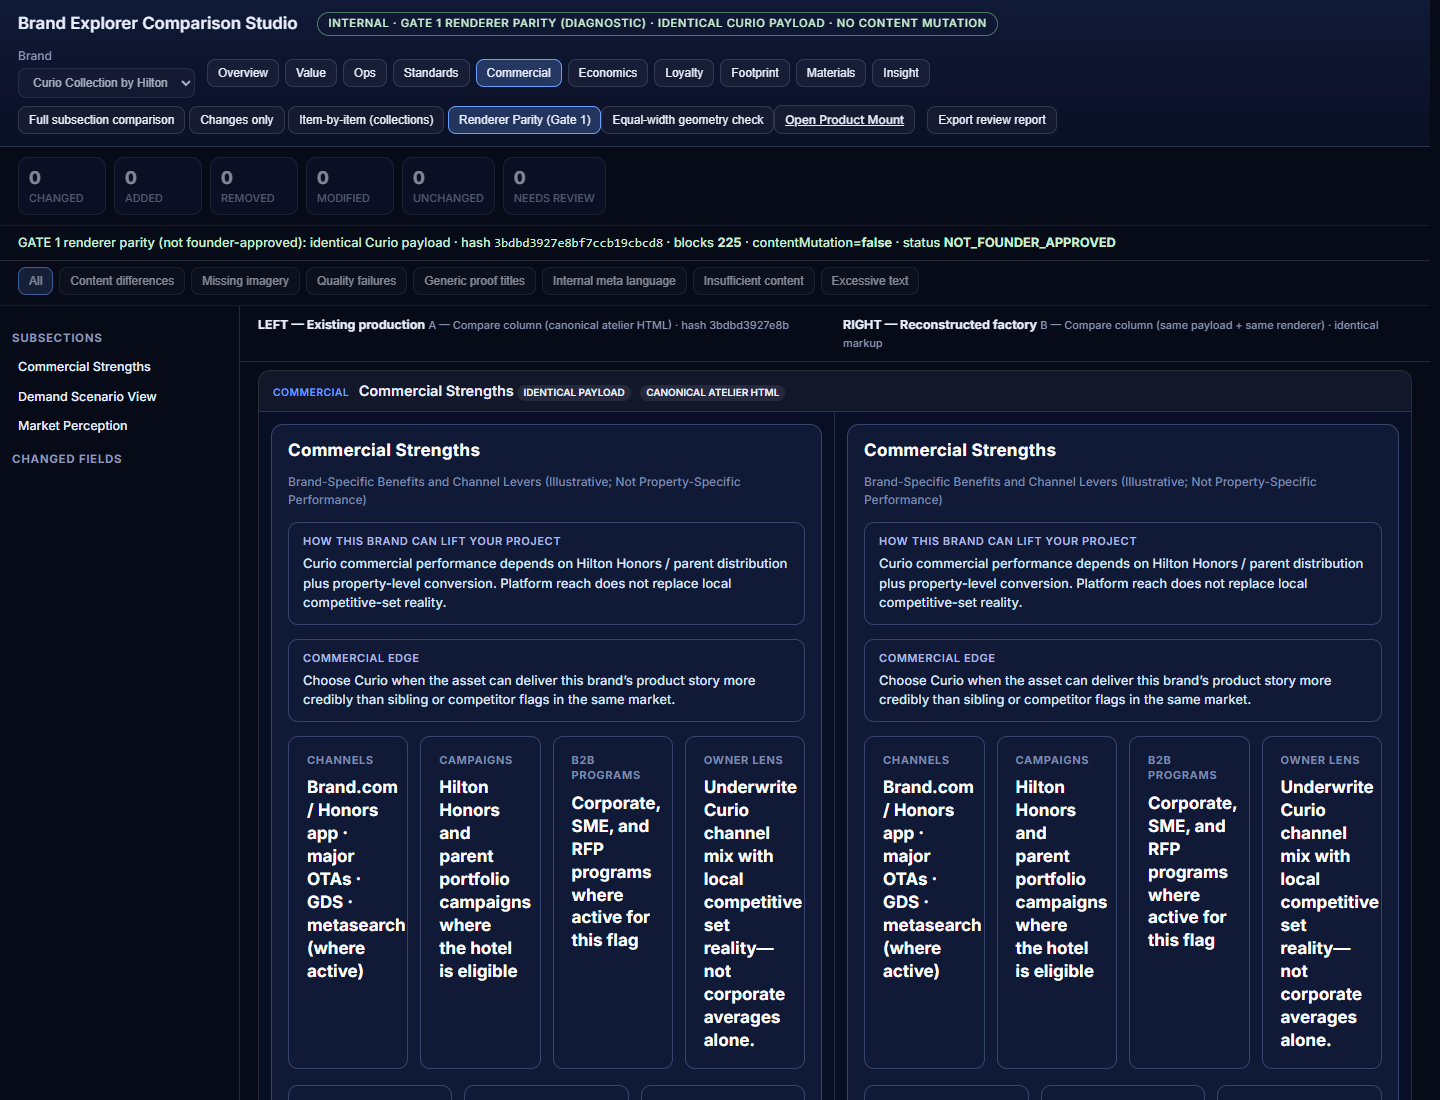 Brand Explorer Comparison Studio
INTERNAL · GATE 1 RENDERER PARITY (DIAGNOSTIC) · IDENTICAL CURIO PAYLOAD · NO CONTENT MUTATION
Brand
Curio Collection by Hilton
Overview
Value
Ops
Standards
Commercial
Economics
Loyalty
Footprint
Materials
Insight
Full subsection comparison
Changes only
Item-by-item (collections)
Renderer Parity (Gate 1)
Equal-width geometry check
Open Product Mount
Export review report
0
CHANGED
0
ADDED
0
REMOVED
0
MODIFIED
0
UNCHANGED
0
NEEDS REVIEW
GATE 1 renderer parity (not founder-approved): identical Curio payload · hash 3bdbd3927e8bf7ccb19cbcd8 · blocks 225 · contentMutation=false · status NOT_FOUNDER_APPROVED
All
Content differences
Missing imagery
Quality failures
Generic proof titles
Internal meta language
Insufficient content
Excessive text
SUBSECTIONS
Commercial Strengths
Demand Scenario View
Market Perception
CHANGED FIELDS
LEFT — Existing production A — Compare column (canonical atelier HTML) · hash 3bdbd3927e8b
RIGHT — Reconstructed factory B — Compare column (same payload + same renderer) · identical
markup
COMMERCIAL Commercial Strengths IDENTICAL PAYLOAD CANONICAL ATELIER HTML
Commercial Strengths
Brand-Specific Benefits and Channel Levers (Illustrative; Not Property-Specific
Performance)
HOW THIS BRAND CAN LIFT YOUR PROJECT
Curio commercial performance depends on Hilton Honors / parent distribution
plus property-level conversion. Platform reach does not replace local
competitive-set reality.
COMMERCIAL EDGE
Choose Curio when the asset can deliver this brand’s product story more
credibly than sibling or competitor flags in the same market.
CHANNELS
Brand.com
/ Honors
app ·
major
OTAs ·
GDS ·
metasearch
(where
active)
CAMPAIGNS
Hilton
Honors
and
parent
portfolio
campaigns
where
the hotel
is eligible
B2B
PROGRAMS
Corporate,
SME, and
RFP
programs
where
active for
this flag
OWNER LENS
Underwrite
Curio
channel
mix with
local
competitive
set
reality—
not
corporate
averages
alone.
Commercial Strengths
Brand-Specific Benefits and Channel Levers (Illustrative; Not Property-Specific
Performance)
HOW THIS BRAND CAN LIFT YOUR PROJECT
Curio commercial performance depends on Hilton Honors / parent distribution
plus property-level conversion. Platform reach does not replace local
competitive-set reality.
COMMERCIAL EDGE
Choose Curio when the asset can deliver this brand’s product story more
credibly than sibling or competitor flags in the same market.
CHANNELS
Brand.com
/ Honors
app ·
major
OTAs ·
GDS ·
metasearch
(where
active)
CAMPAIGNS
Hilton
Honors
and
parent
portfolio
campaigns
where
the hotel
is eligible
B2B
PROGRAMS
Corporate,
SME, and
RFP
programs
where
active for
this flag
OWNER LENS
Underwrite
Curio
channel
mix with
local
competitive
set
reality—
not
corporate
averages
alone.